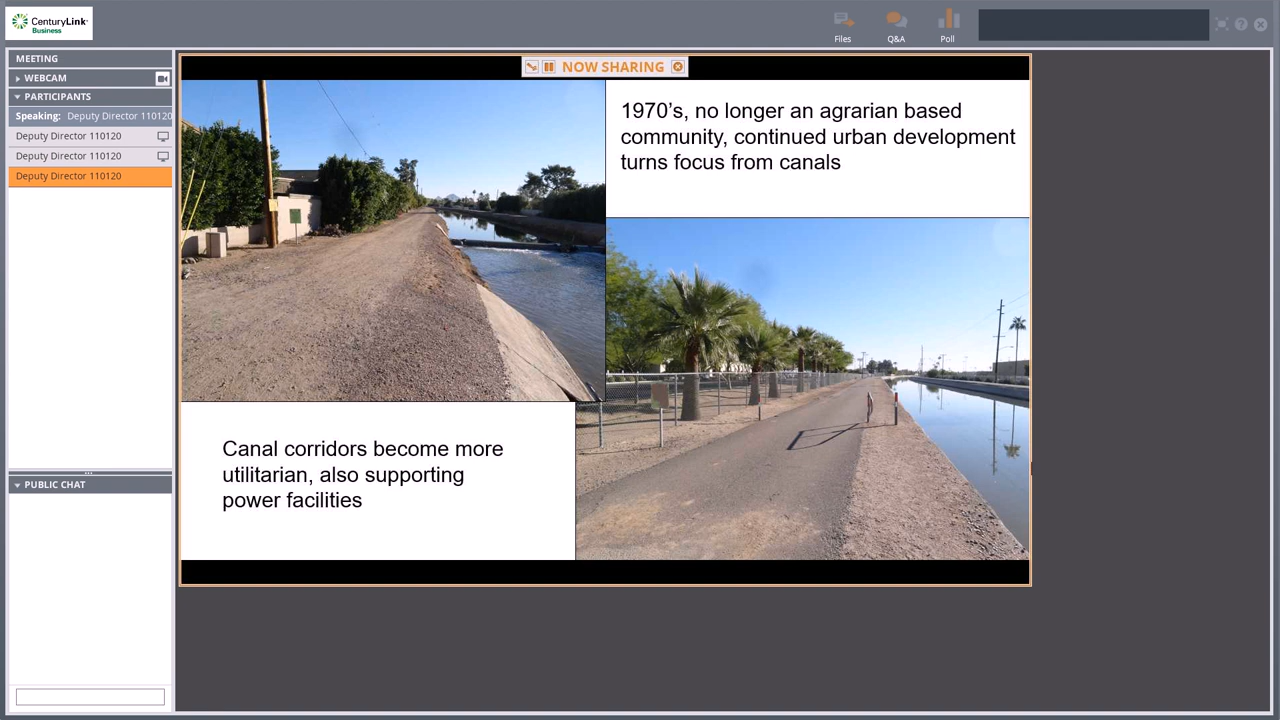 CenturyLink
Business
Files
Q&A
Poll
MEETING
WEBCAM
PARTICIPANTS
Speaking: Deputy Director 110120
Deputy Director 110120
Deputy Director 110120
Deputy Director 110120
PUBLIC CHAT
NOW SHARING
1970’s, no longer an agrarian based
community, continued urban development
turns focus from canals
Canal corridors become more
utilitarian, also supporting
power facilities